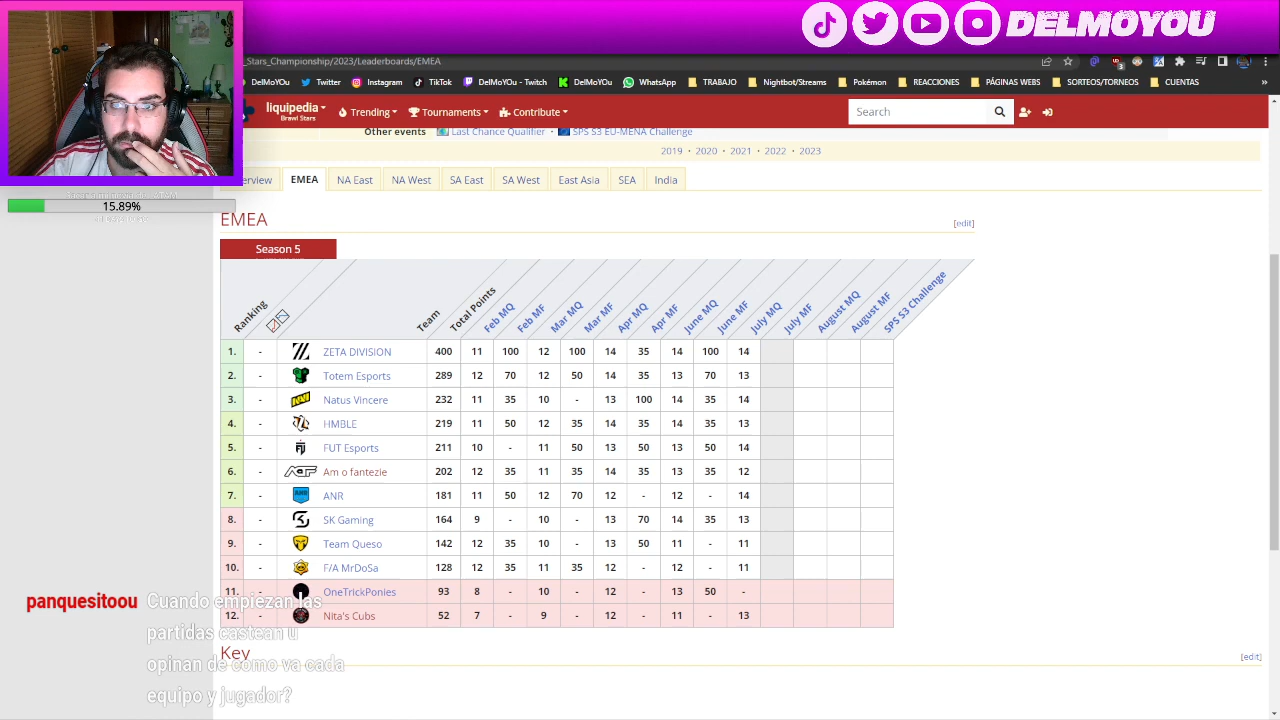 DELMOYOU
_Stars_Championship/2023/Leaderboards/EMEA
DelMoYOu Twitter Instagram TikTok DelMoYOu - Twitch DelMoYOu WhatsApp TRABAJO Nightbot/Streams Pokémon REACCIONES PÁGINAS WEB SORTEOS/TORNEOS CUENTAS
liquipedia Brawl Stars Trending Tournaments Contribute Search
Other events Last Chance Qualifier • SPS S3 EU-MENA Challenge
2019 • 2020 • 2021 • 2022 • 2023
erview EMEA NA East NA West SA East SA West East Asia SEA India
15.89%
EMEA [edit]
Season 5
Ranking Team Total Points Feb MQ Feb MF Mar MQ Mar MF Apr MQ Apr MF June MQ June MF July MQ July MF August MQ August MF SPS S3 Challenge
1. - ZETA DIVISION 400 11 100 12 100 14 35 14 100 14
2. - Totem Esports 289 12 70 12 50 14 35 13 70 13
3. - Natus Vincere 232 11 35 10 - 13 100 14 35 14
4. - HMBLE 219 11 50 12 35 14 35 14 35 13
5. - FUT Esports 211 10 - 11 50 13 50 13 50 14
6. - Am o fantezie 202 12 35 11 35 14 35 13 35 12
7. - ANR 181 11 50 12 70 12 - 12 - 14
8. - SK Gaming 164 9 - 10 - 13 70 14 35 13
9. - Team Queso 142 12 35 10 - 13 50 11 - 11
10. - F/A MrDoSa 128 12 35 11 35 12 - 12 - 11
11. - OneTrickPonies 93 8 - 10 - 12 - 13 50 -
12. - Nita's Cubs 52 7 - 9 - 12 - 11 - 13
panquesitoou Cuando empiezan las
partidas castean u
opinan de como va cada
equipo y jugador?
Key [edit]